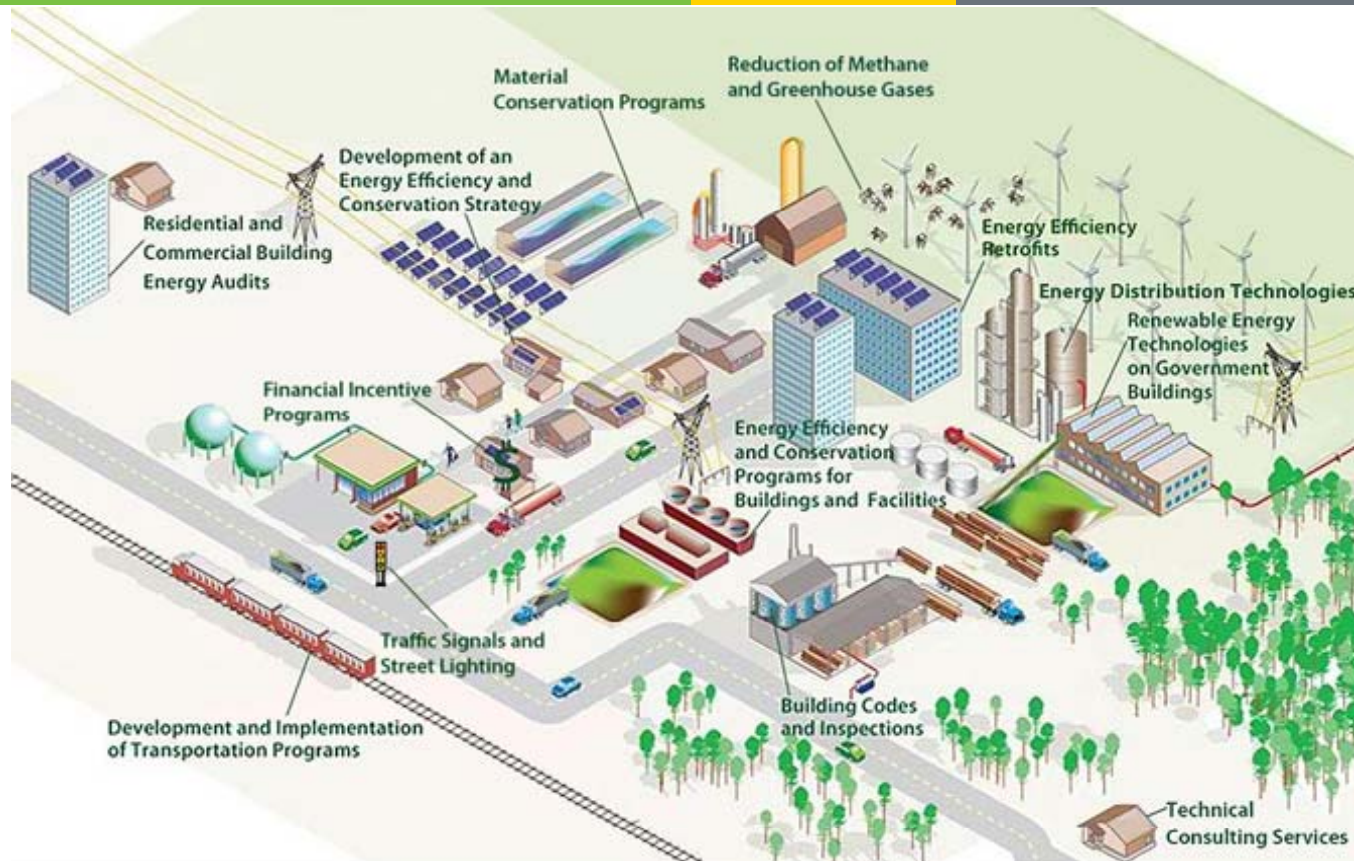 Reduction of Methane
and Greenhouse Gases
Material
Conservation Programs
Development of an
Energy Efficiency and
Conservation Strategy
Residential and
Commercial Building
Energy Audits
Energy Efficiency
Retrofits
Energy Distribution Technologies
Renewable Energy
Technologies
on Government
Buildings
Financial Incentive
Programs
$
Energy Efficiency
and Conservation
Programs for
Buildings and Facilities
Traffic Signals and
Street Lighting
Development and Implementation
of Transportation Programs
Building Codes
and Inspections
Technical
Consulting Services